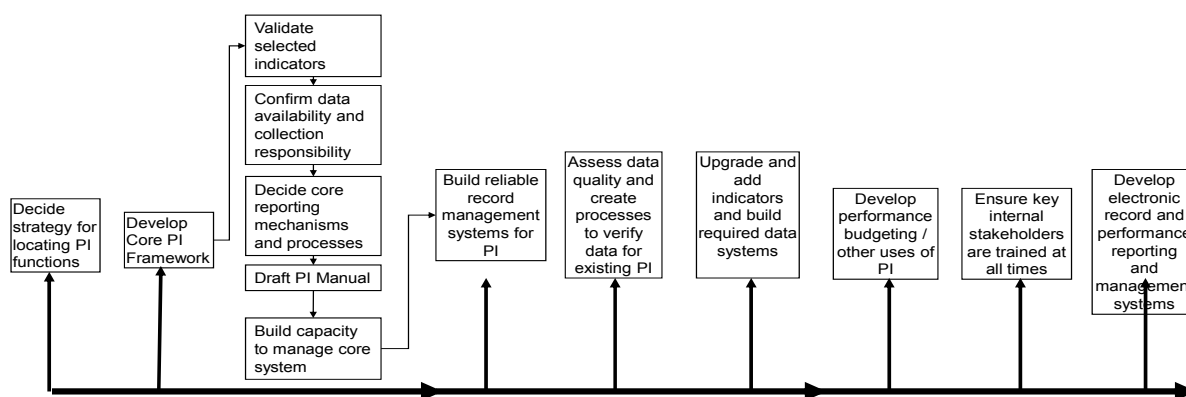 Decide
strategy for
locating PI
functions
Develop
Core PI
Framework
Validate
selected
indicators
Confirm data
availability and
collection
responsibility
Decide core
reporting
mechanisms
and processes
Draft PI Manual
Build capacity
to manage core
system
Build reliable
record
management
systems for
PI
Assess data
quality and
create
processes
to verify
data for
existing PI
Upgrade and
add
indicators
and build
required data
systems
Develop
performance
budgeting /
other uses of
PI
Ensure key
internal
stakeholders
are trained at
all times
Develop
electronic
record and
performance
reporting
and
management
systems